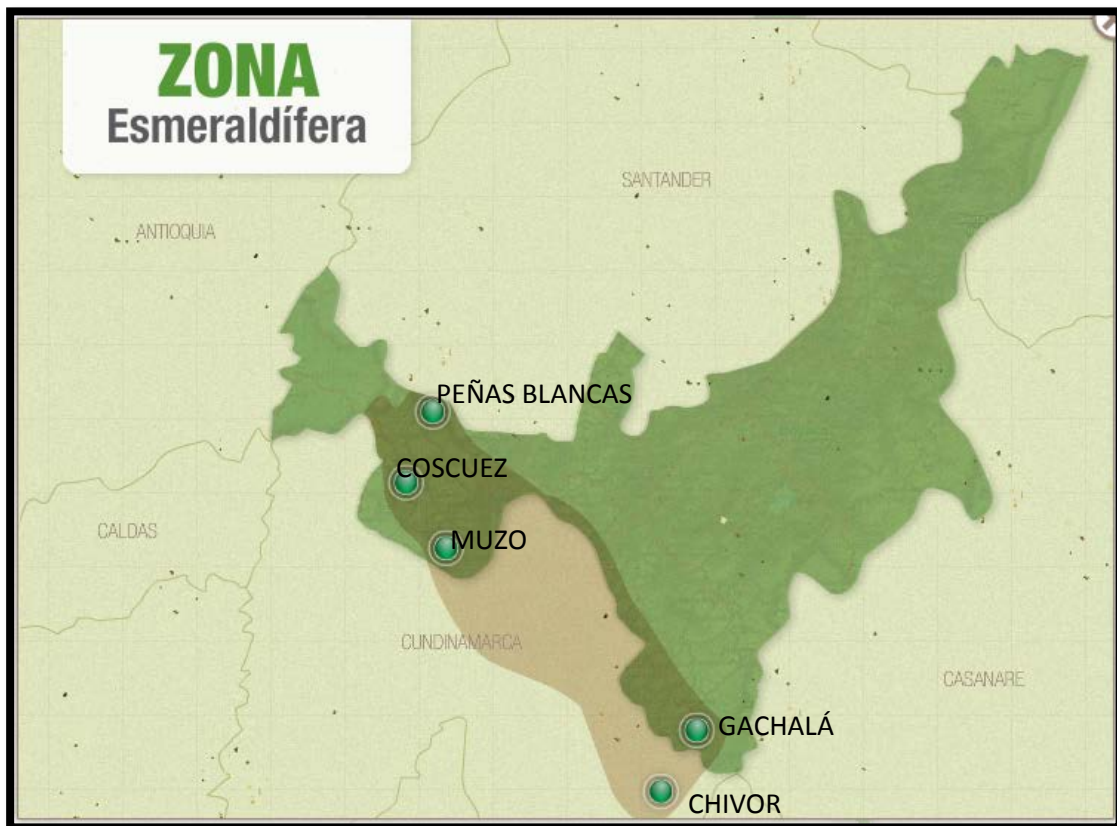 ZONA
Esmeraldífera
SANTANDER
ANTIOQUIA
PEÑAS BLANCAS
COSCUEZ
CALDAS
MUZO
CUNDINAMARCA
CASANARE
GACHALÁ
CHIVOR